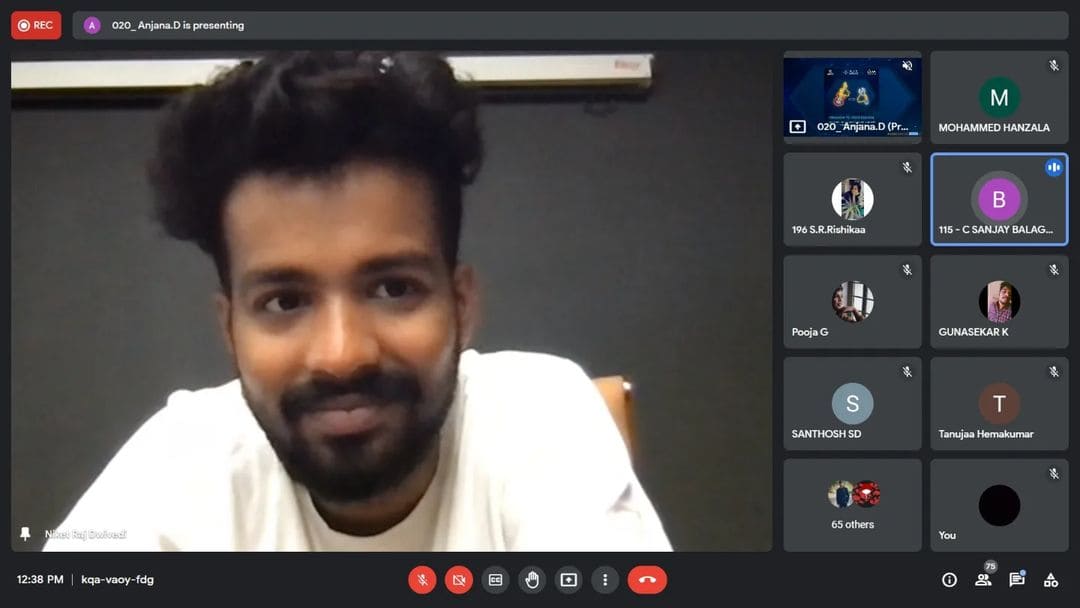 REC
A
020_ Anjana.D is presenting
020_ Anjana.D (Pr...
M
MOHAMMED HANZALA
196 S.R.Rishikaa
B
115 - C SANJAY BALAG...
Pooja G
GUNASEKAR K
S
SANTHOSH SD
T
Tanujaa Hemakumar
65 others
You
Niket Raj Dwivedi
12:38 PM | kqa-vaoy-fdg
CC
75